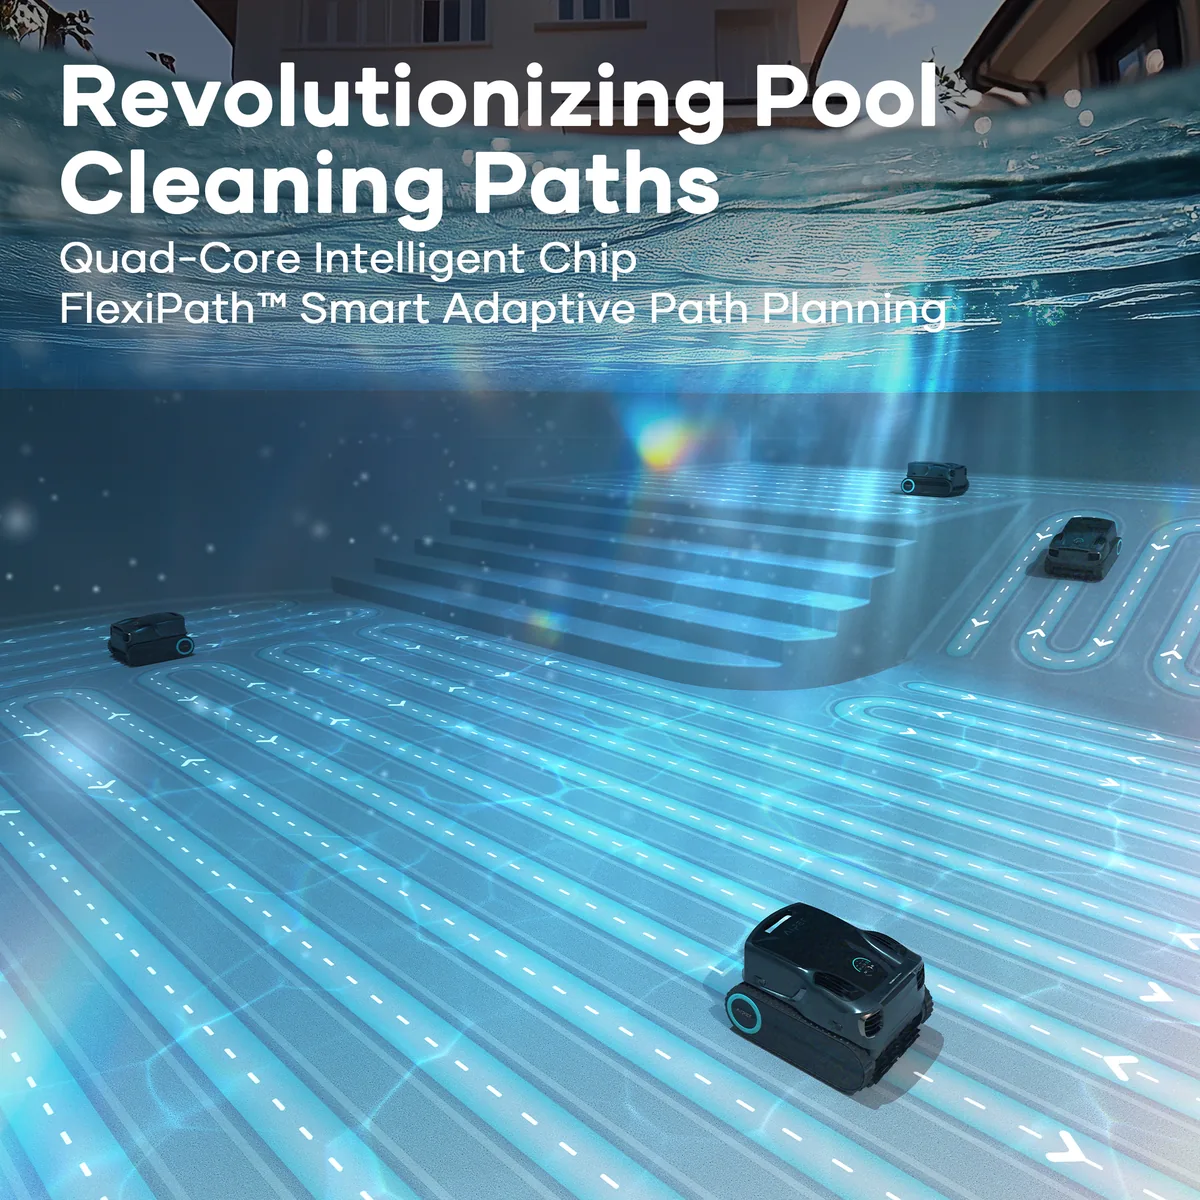 Revolutionizing Pool
Cleaning Paths
Quad-Core Intelligent Chip
FlexiPath™ Smart Adaptive Path Planning